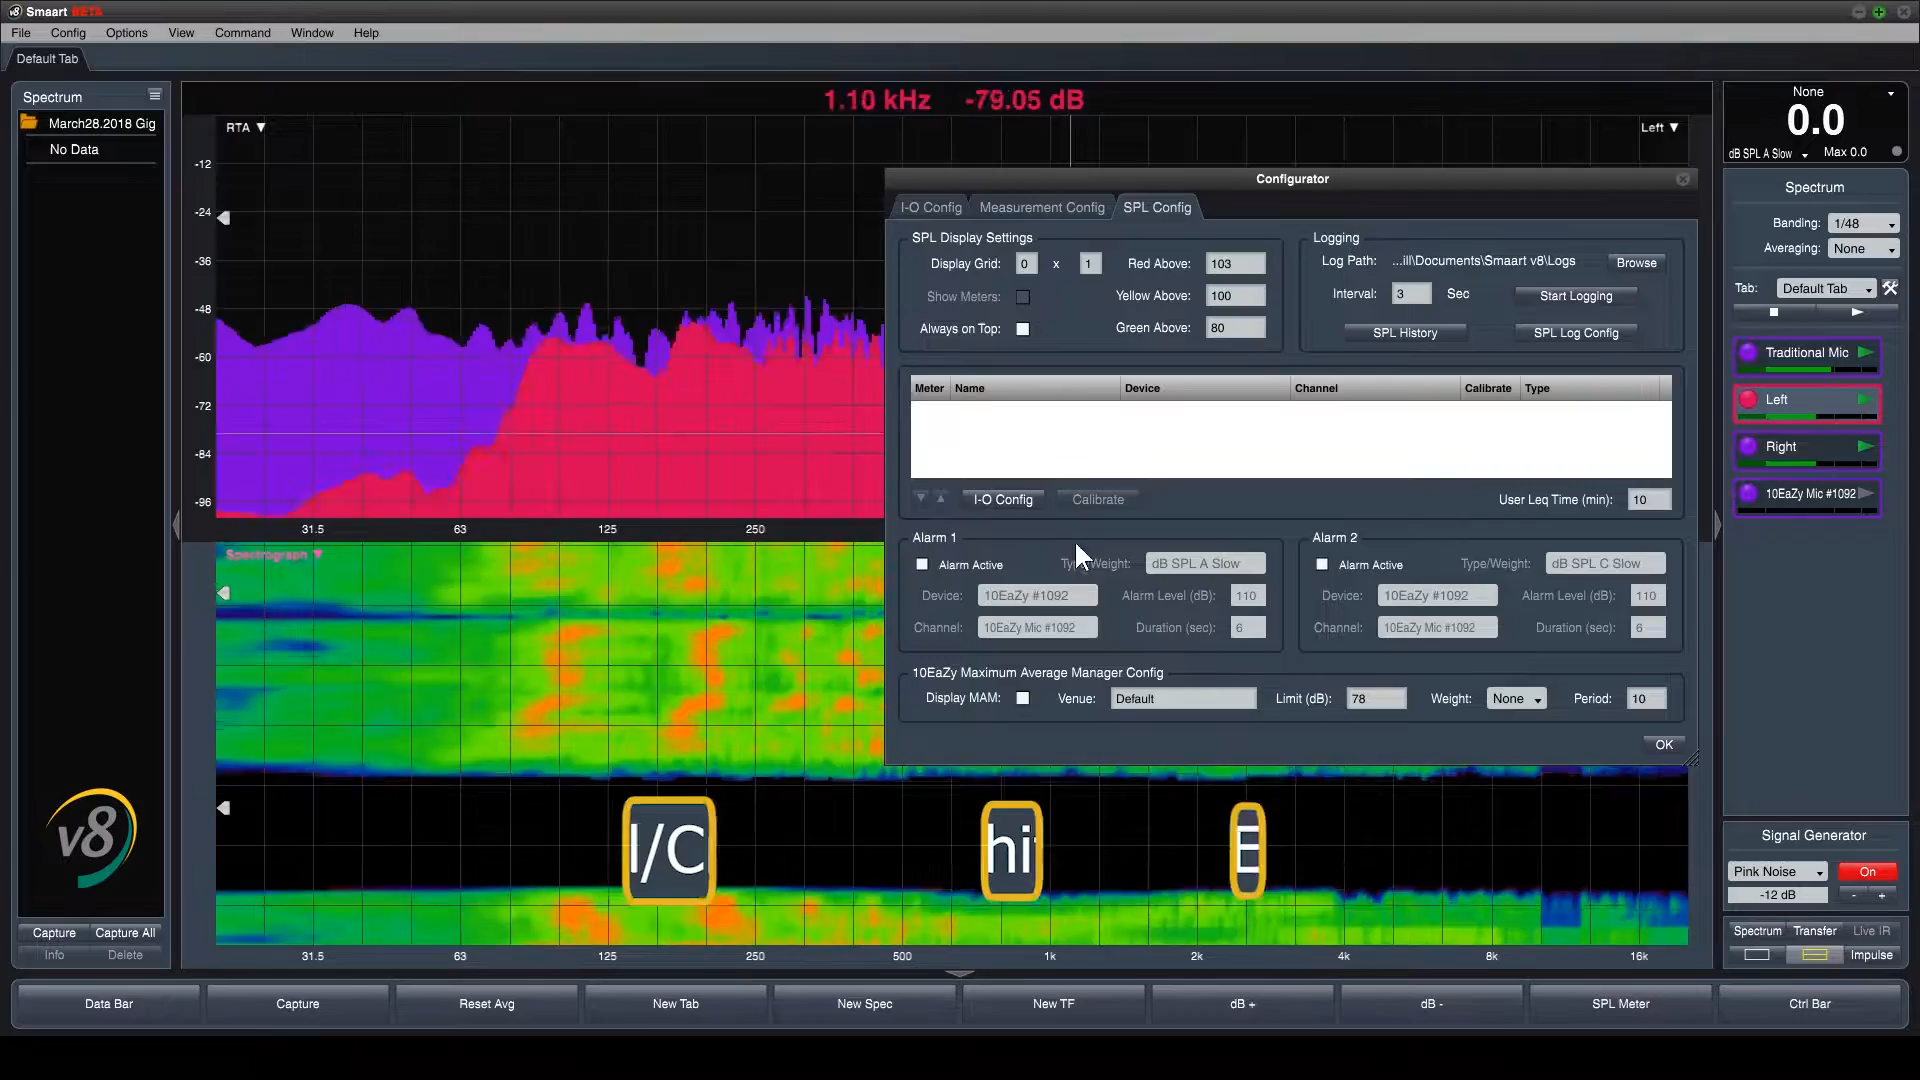 v8 Smaart BETA
File Config Options View Command Window Help
Default Tab
Spectrum
March28.2018 Gig
No Data
v8
Capture Capture All
Info Delete
1.10 kHz -79.05 dB
RTA Left
-12
-24
-36
-48
-60
-72
-84
-96
31.5 63 125 250
Spectrograph
I/C hi E
31.5 63 125 250 500 1k 2k 4k 8k 16k
Configurator
I-O Config Measurement Config SPL Config
SPL Display Settings
Display Grid: 0 x 1 Red Above: 103
Show Meters: Yellow Above: 100
Always on Top: Green Above: 80
Logging
Log Path: ...ill\Documents\Smaart v8\Logs Browse
Interval: 3 Sec Start Logging
SPL History SPL Log Config
Meter Name Device Channel Calibrate Type
I-O Config Calibrate User Leq Time (min): 10
Alarm 1
Alarm Active Weight: dB SPL A Slow
Device: 10EaZy #1092 Alarm Level (dB): 110
Channel: 10EaZy Mic #1092 Duration (sec): 6
Alarm 2
Alarm Active Type/Weight: dB SPL C Slow
Device: 10EaZy #1092 Alarm Level (dB): 110
Channel: 10EaZy Mic #1092 Duration (sec): 6
10EaZy Maximum Average Manager Config
Display MAM: Venue: Default Limit (dB): 78 Weight: None Period: 10
OK
None
0.0
dB SPL A Slow Max 0.0
Spectrum
Banding: 1/48
Averaging: None
Tab: Default Tab
Traditional Mic
Left
Right
10EaZy Mic #1092
Signal Generator
Pink Noise On
-12 dB - +
Spectrum Transfer Live IR
Impulse
Data Bar Capture Reset Avg New Tab New Spec New TF dB + dB - SPL Meter Ctrl Bar